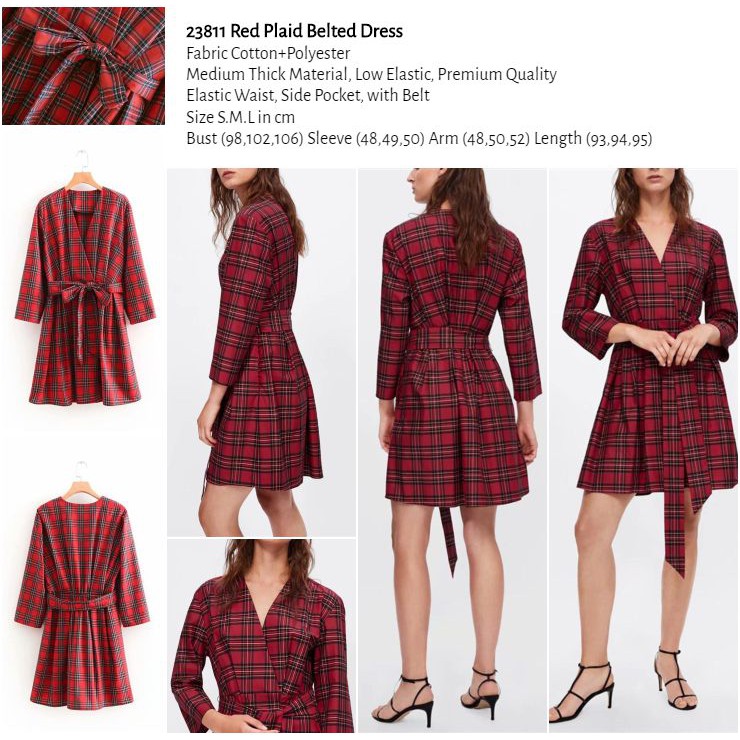 23811 Red Plaid Belted Dress
Fabric Cotton+Polyester
Medium Thick Material, Low Elastic, Premium Quality
Elastic Waist, Side Pocket, with Belt
Size S.M.L in cm
Bust (98,102,106) Sleeve (48,49,50) Arm (48,50,52) Length (93,94,95)